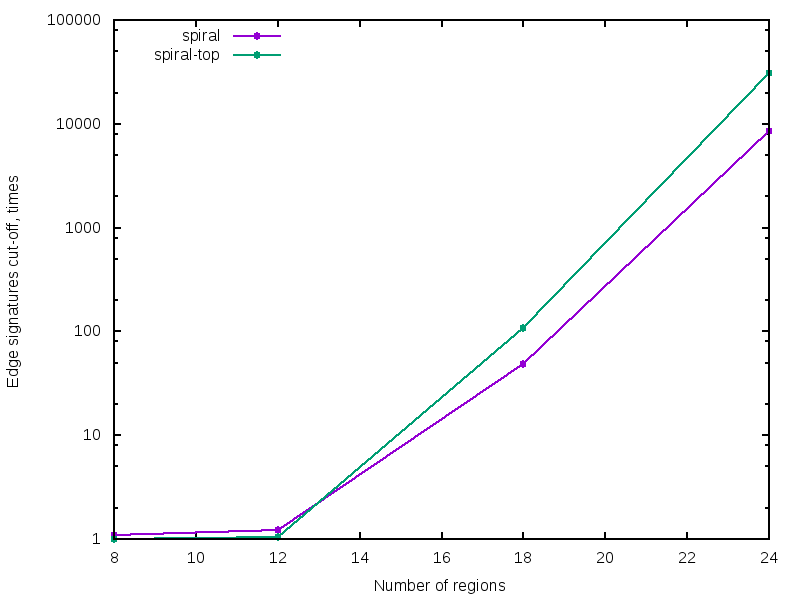 spiral
spiral-top
100000
10000
1000
100
10
1
8 10 12 14 16 18 20 22 24
Edge signatures cut-off, times
Number of regions